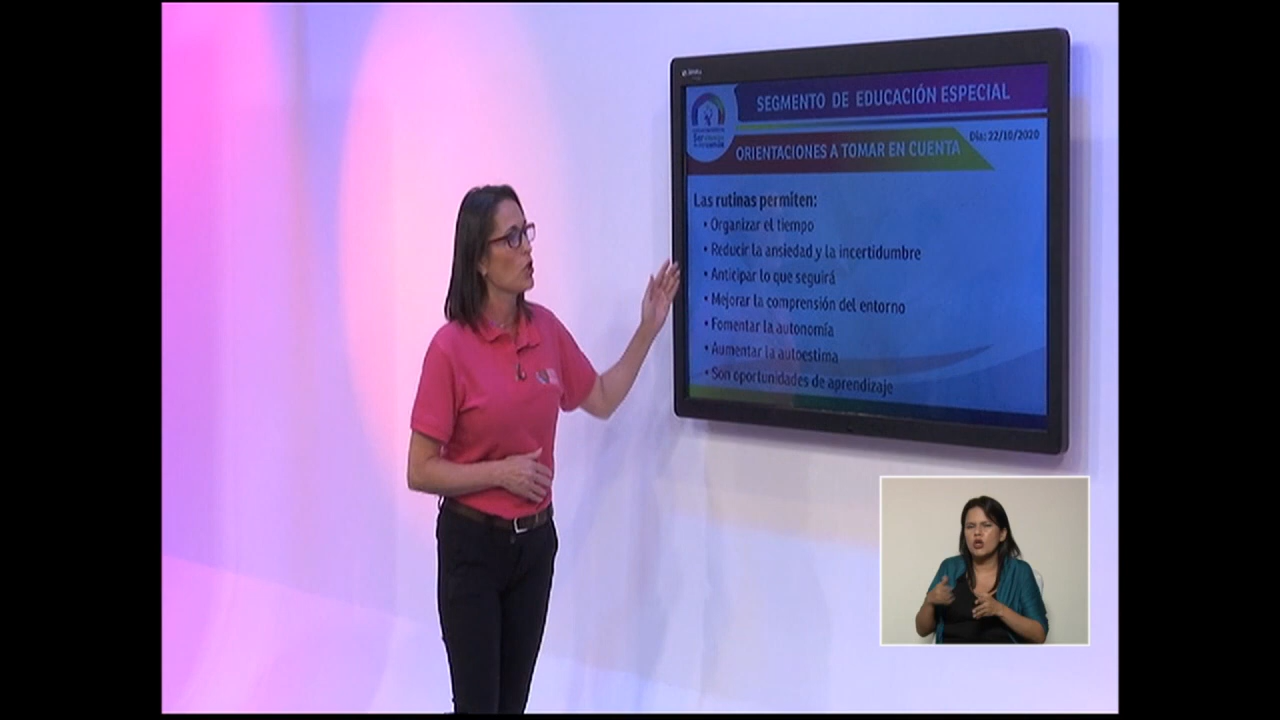 SEGMENTO DE EDUCACIÓN ESPECIAL
Día: 22/10/2020
ORIENTACIONES A TOMAR EN CUENTA
Las rutinas permiten:
• Organizar el tiempo
• Reducir la ansiedad y la incertidumbre
• Anticipar lo que seguirá
• Mejorar la comprensión del entorno
• Fomentar la autonomía
• Aumentar la autoestima
• Son oportunidades de aprendizaje